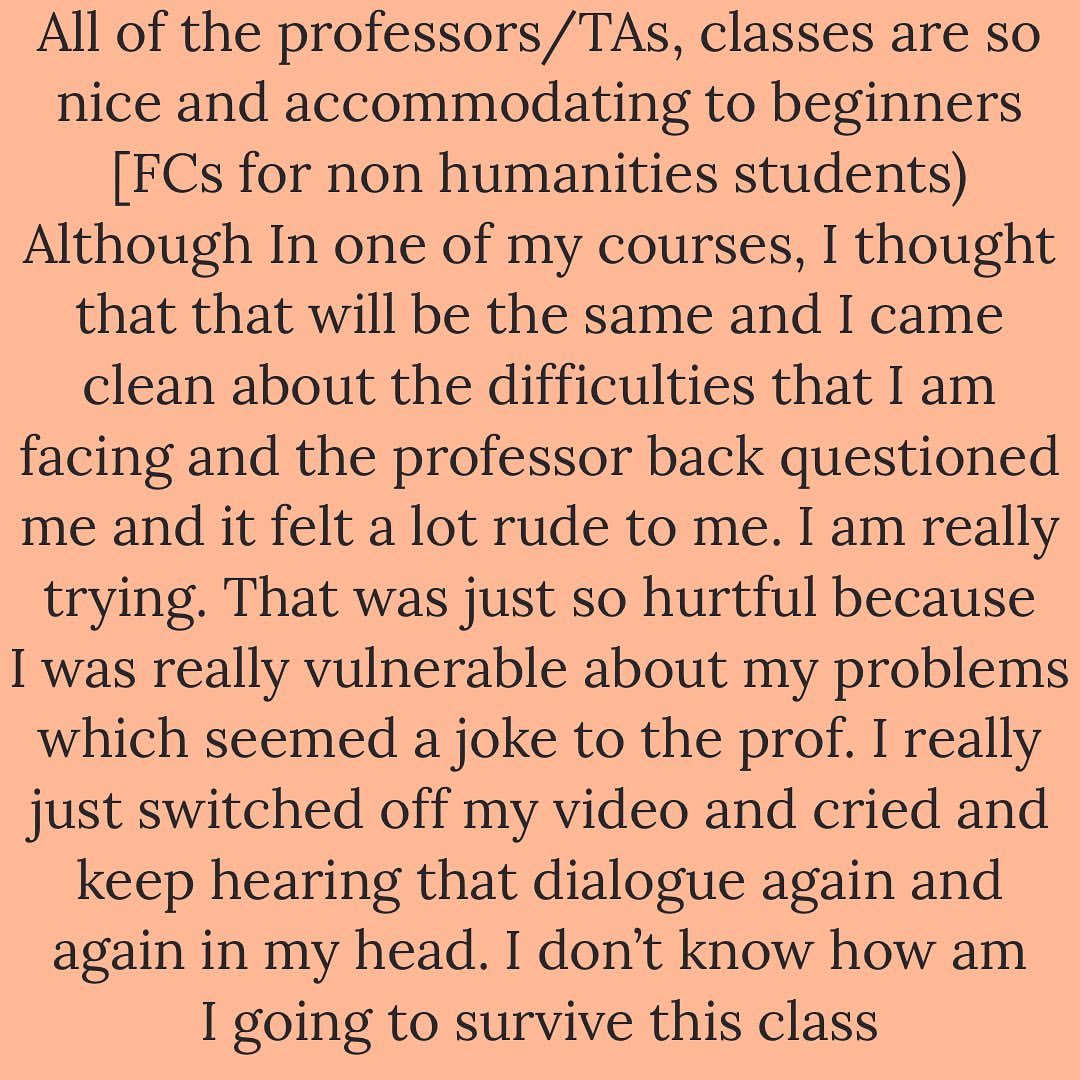 All of the professors/TAs, classes are so
nice and accommodating to beginners
[FCs for non humanities students)
Although In one of my courses, I thought
that that will be the same and I came
clean about the difficulties that I am
facing and the professor back questioned
me and it felt a lot rude to me. I am really
trying. That was just so hurtful because
I was really vulnerable about my problems
which seemed a joke to the prof. I really
just switched off my video and cried and
keep hearing that dialogue again and
again in my head. I don’t know how am
I going to survive this class